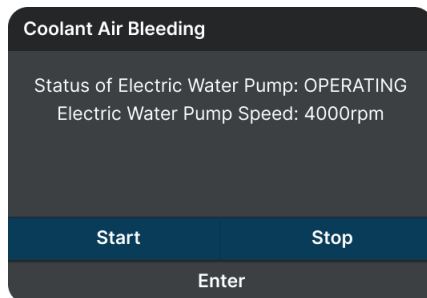 Coolant Air Bleeding
Status of Electric Water Pump: OPERATING
Electric Water Pump Speed: 4000rpm
Start Stop
Enter